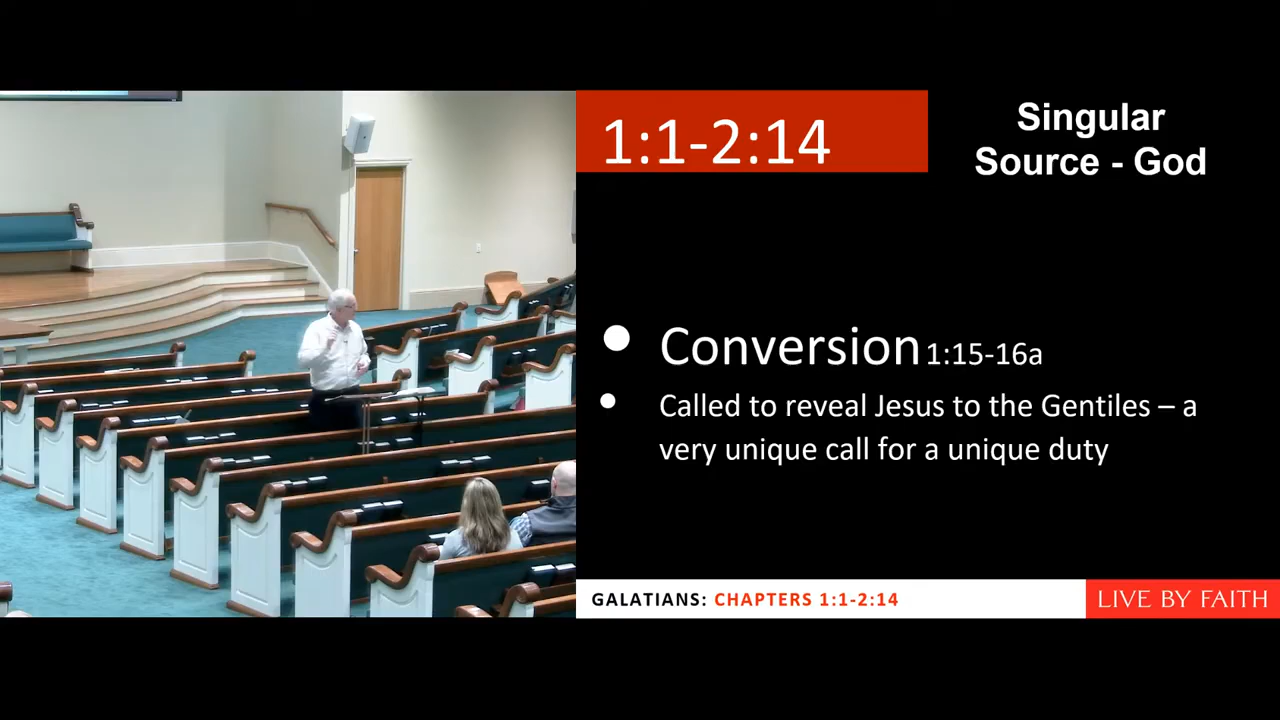 1:1-2:14
Singular
Source - God
Conversion 1:15-16a
Called to reveal Jesus to the Gentiles – a
very unique call for a unique duty
GALATIANS: CHAPTERS 1:1-2:14
LIVE BY FAITH